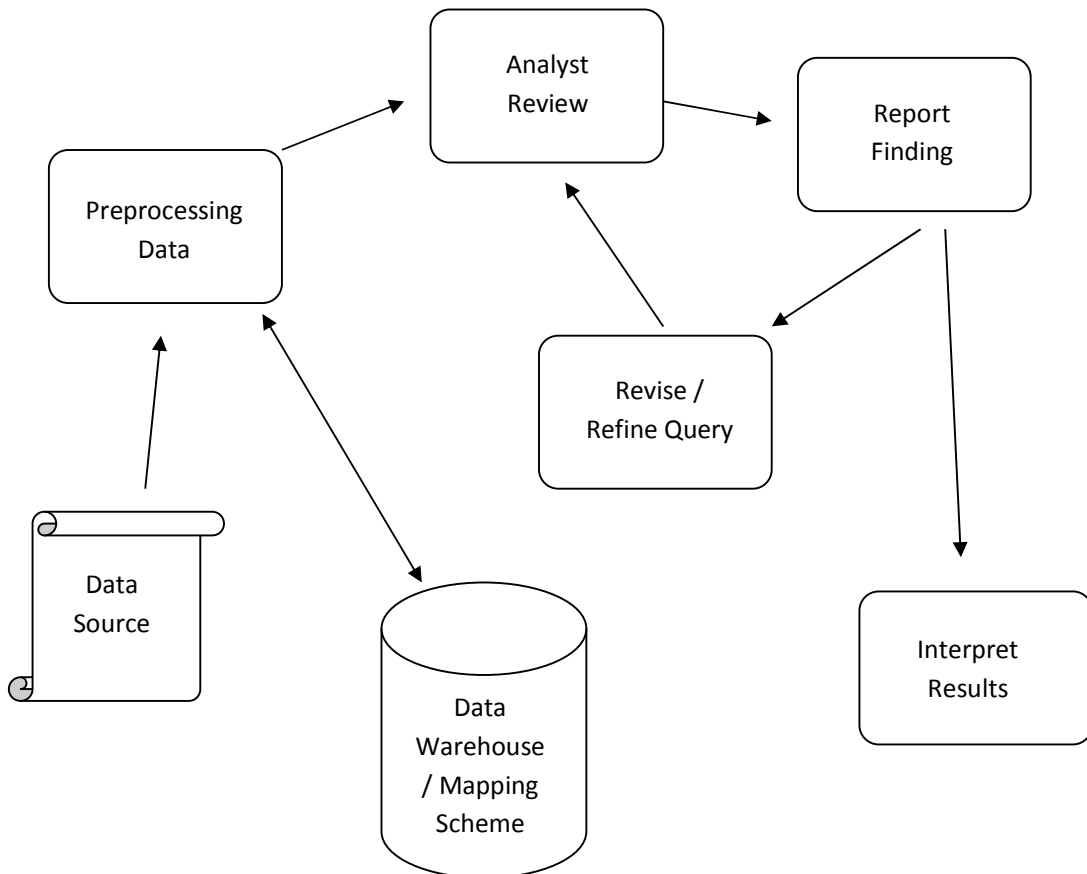 Analyst
Review
Report
Finding
Preprocessing
Data
Revise /
Refine Query
Data
Source
Interpret
Results
Data
Warehouse
/ Mapping
Scheme